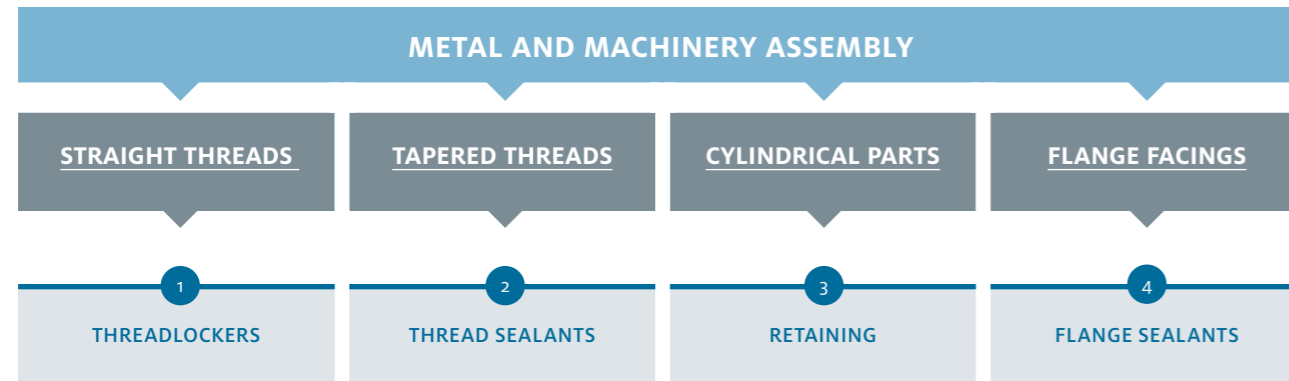 METAL AND MACHINERY ASSEMBLY
STRAIGHT THREADS
TAPERED THREADS
CYLINDRICAL PARTS
FLANGE FACINGS
1
2
3
4
THREADLOCKERS
THREAD SEALANTS
RETAINING
FLANGE SEALANTS